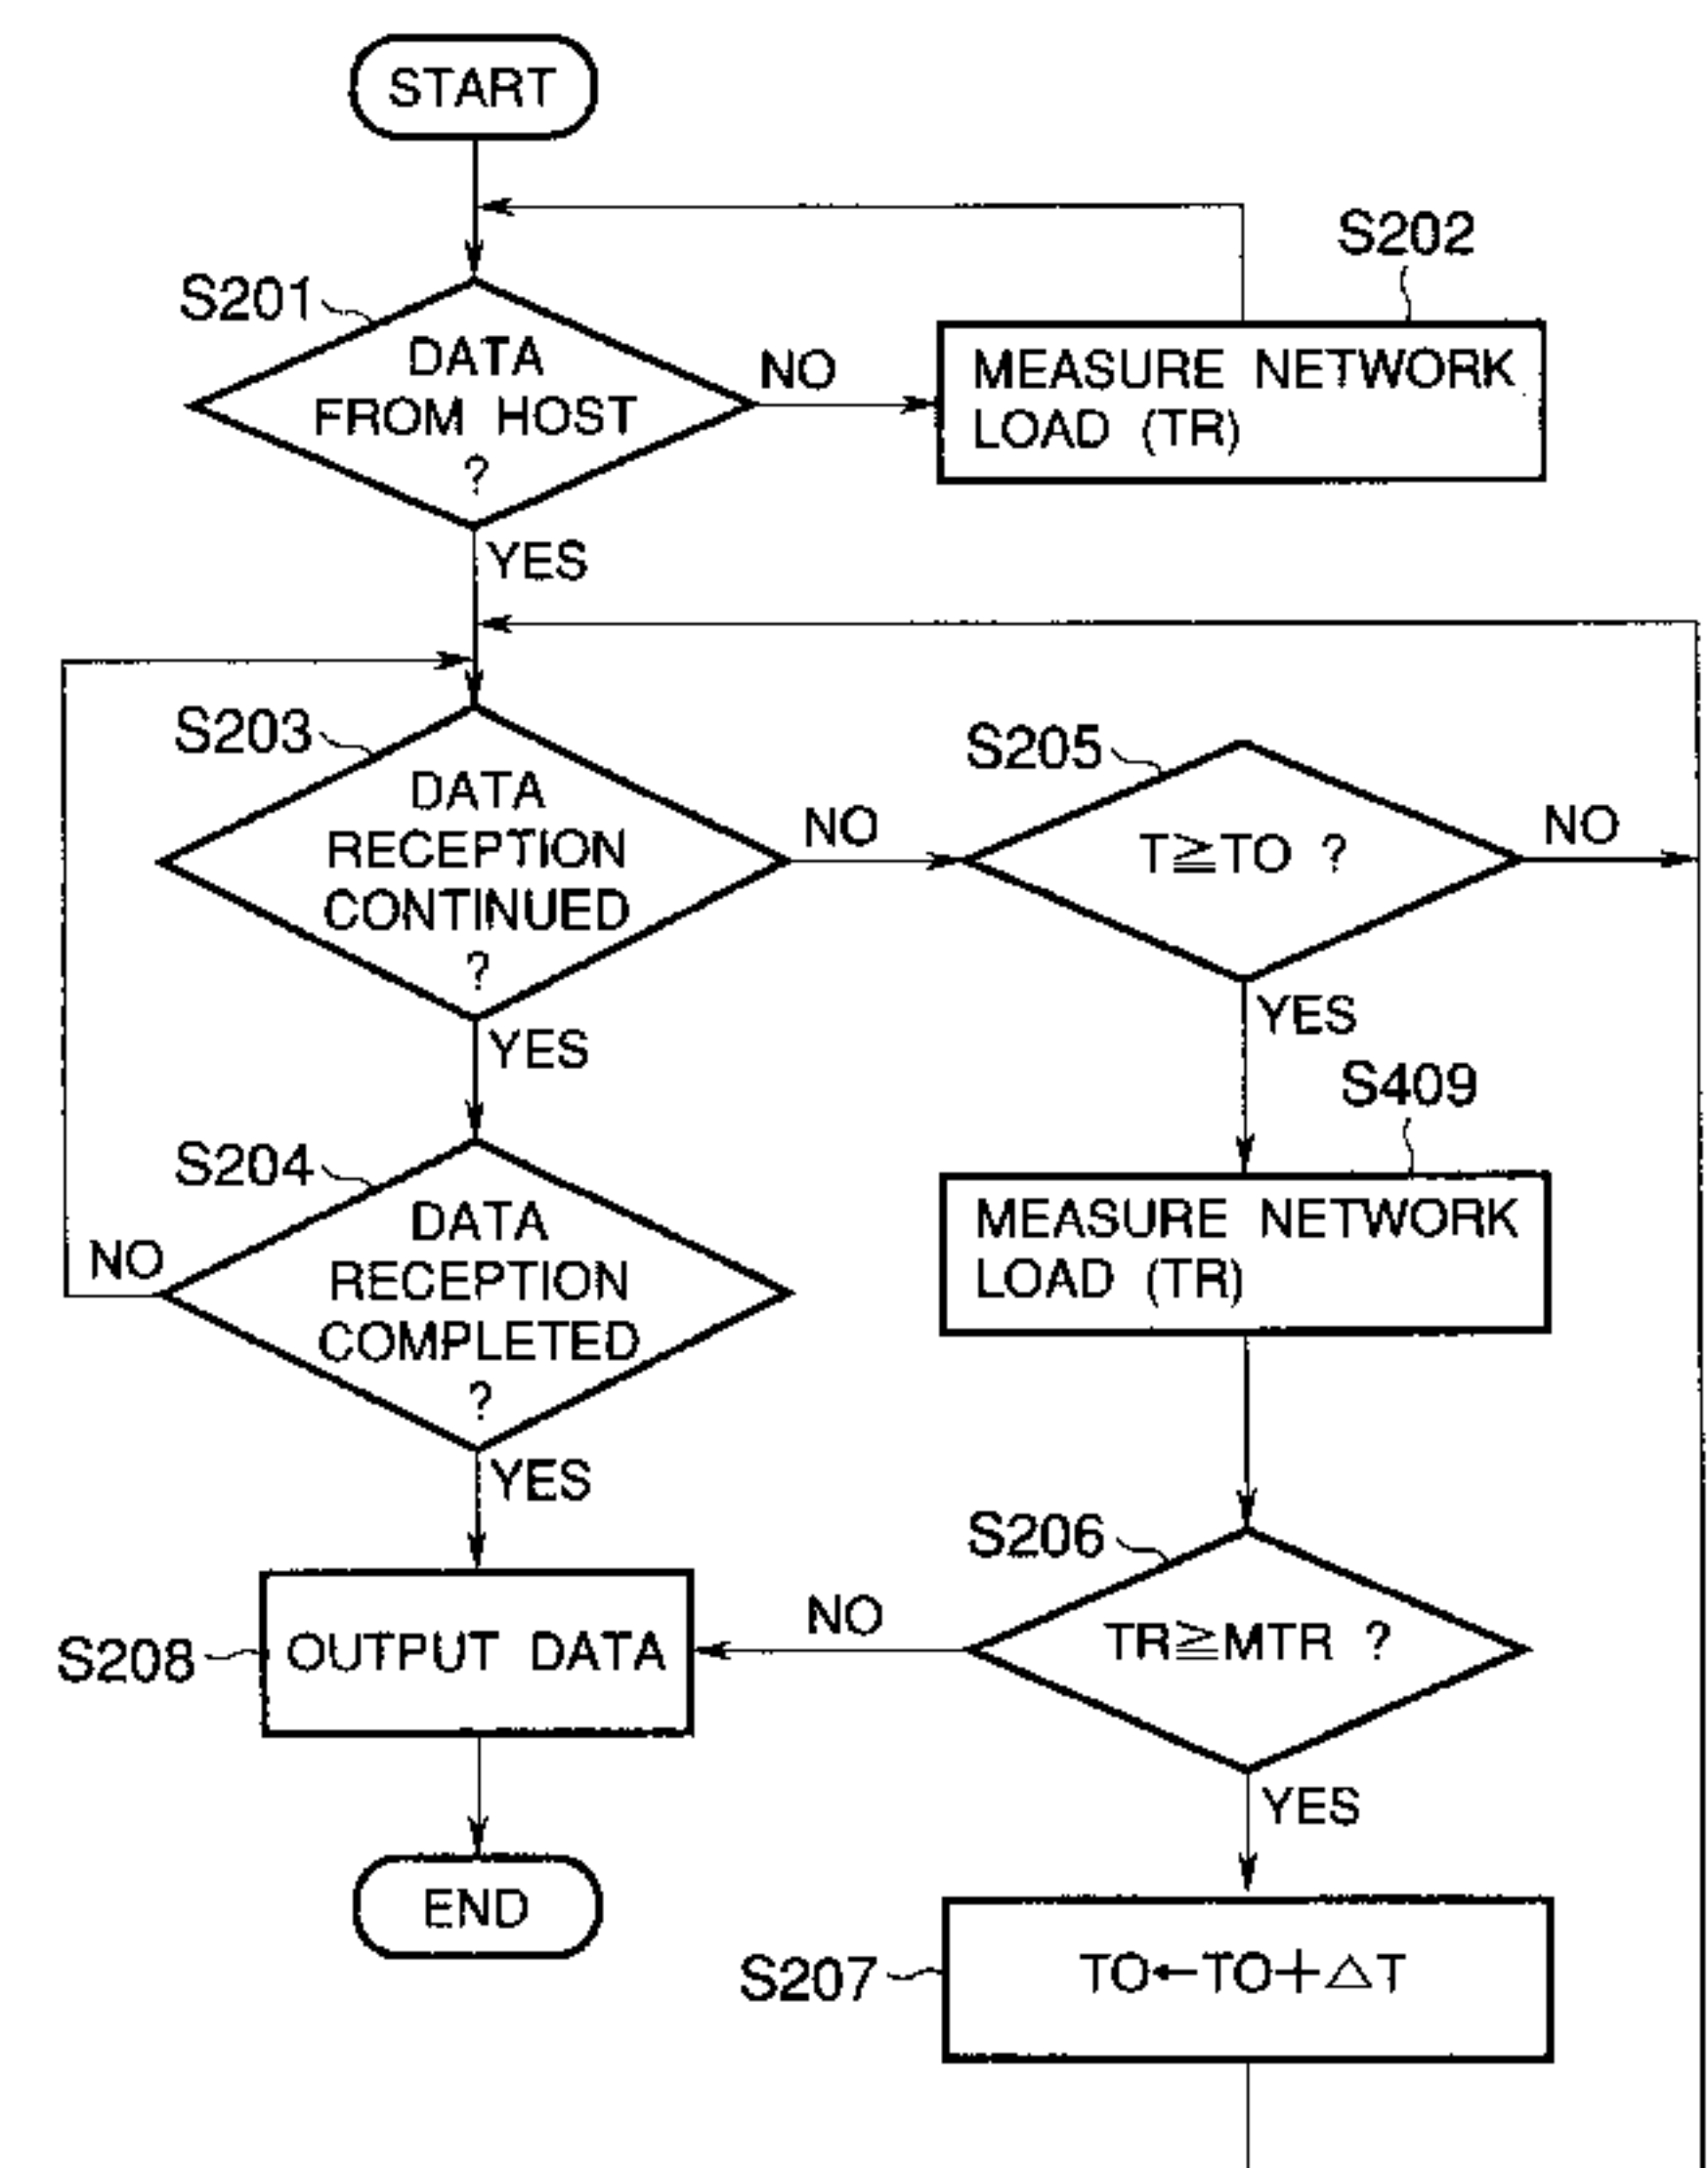 START
S202
S201
DATA
FROM HOST
?
NO
MEASURE NETWORK
LOAD (TR)
YES
S203
DATA
RECEPTION
CONTINUED
?
NO
S205
T≧TO ?
NO
YES
YES
S409
S204
DATA
RECEPTION
COMPLETED
?
NO
MEASURE NETWORK
LOAD (TR)
YES
S206
TR≧MTR ?
NO
S208
OUTPUT DATA
YES
END
S207
TO←TO+△T